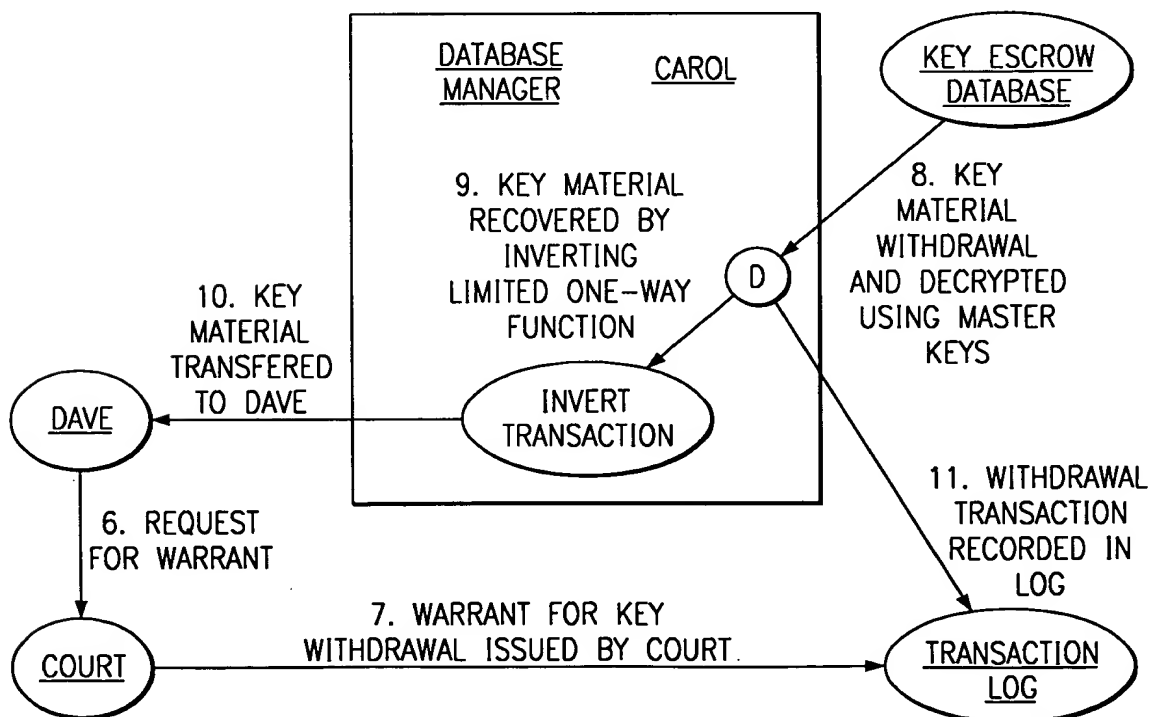 DATABASE
MANAGER
CAROL
KEY ESCROW
DATABASE
9. KEY MATERIAL
RECOVERED BY
INVERTING
LIMITED ONE-WAY
FUNCTION
8. KEY
MATERIAL
WITHDRAWAL
AND DECRYPTED
USING MASTER
KEYS
D
10. KEY
MATERIAL
TRANSFERED
TO DAVE
DAVE
INVERT
TRANSACTION
11. WITHDRAWAL
TRANSACTION
RECORDED IN
LOG
6. REQUEST
FOR WARRANT
7. WARRANT FOR KEY
WITHDRAWAL ISSUED BY COURT.
COURT
TRANSACTION
LOG